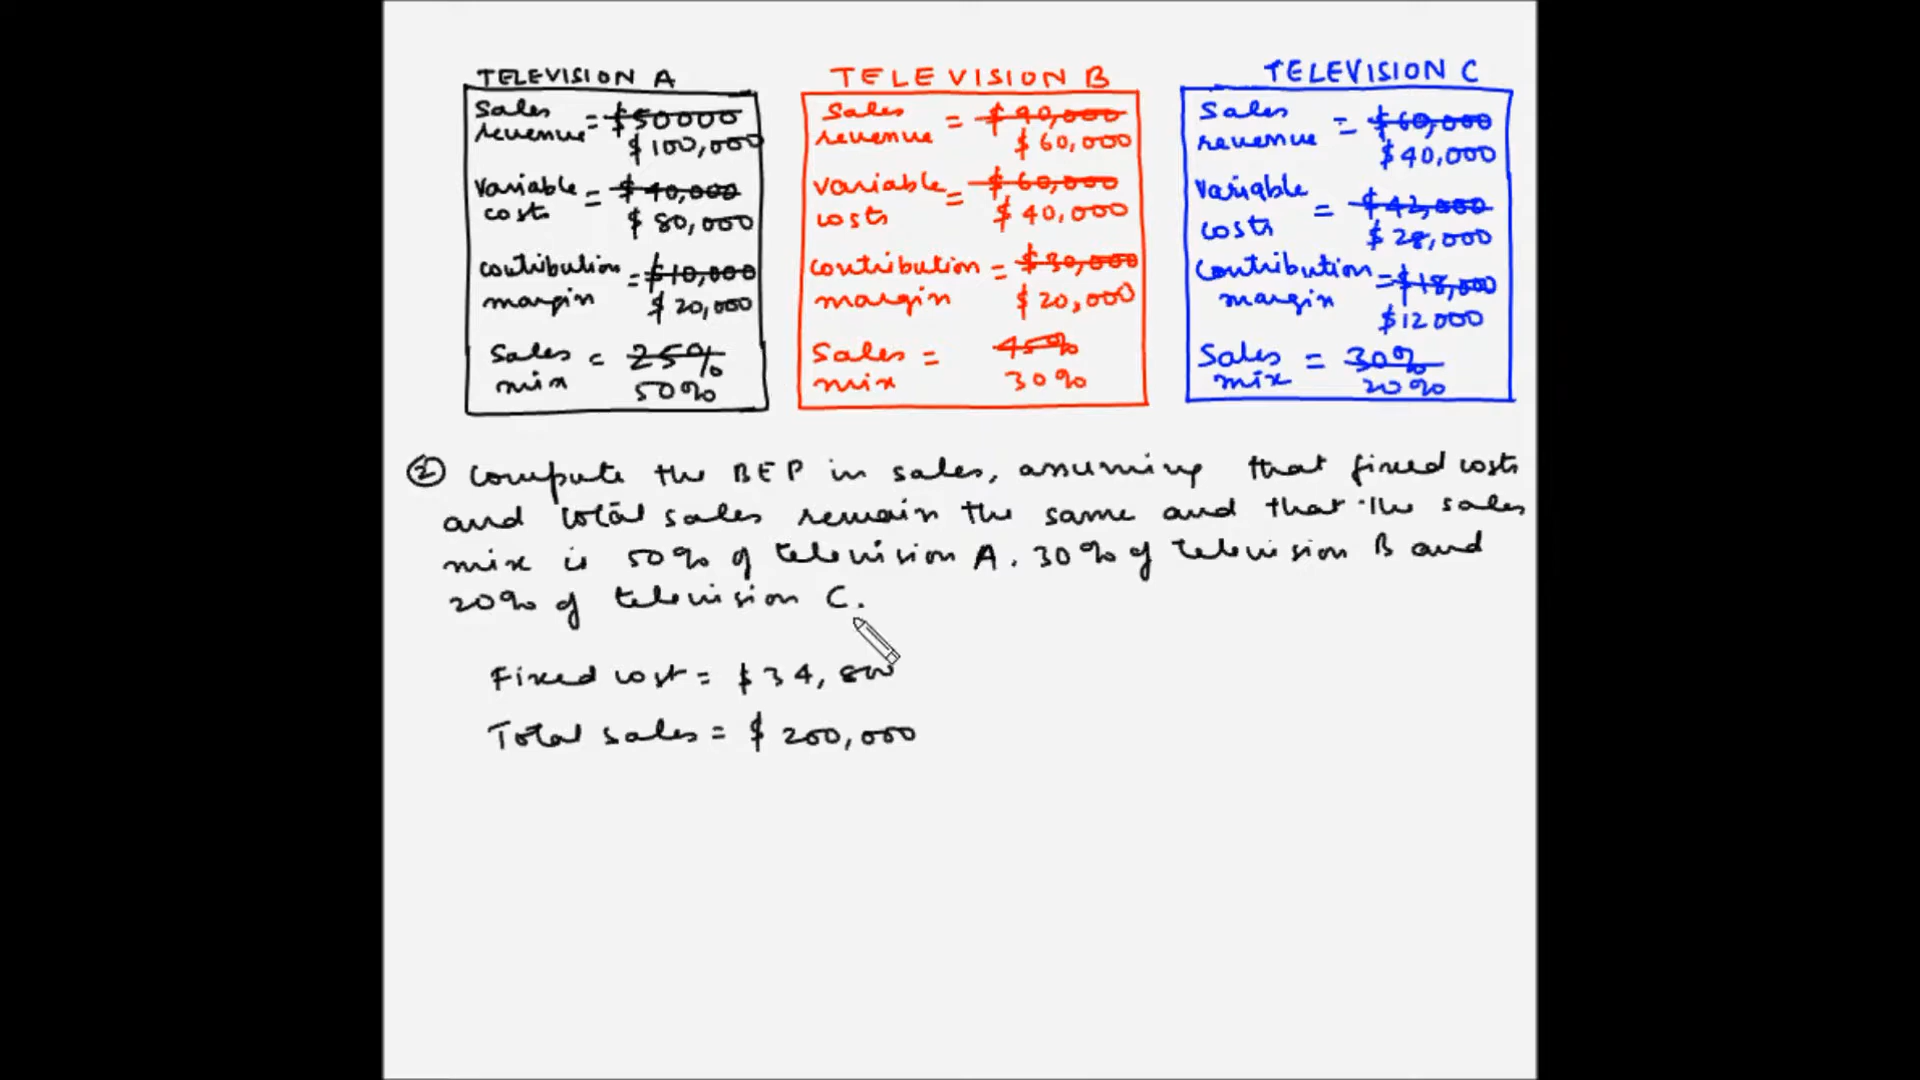 TELEVISION A
Sales revenue = $50000
$100,000
Variable costs = $40,000
$80,000
contribution margin = $10,000
$20,000
Sales mix = 25%
50%
TELEVISION B
Sales revenue = $90,000
$60,000
variable costs = $60,000
$40,000
contribution margin = $30,000
$20,000
Sales mix = 45%
30%
TELEVISION C
Sales revenue = $60,000
$40,000
Variable costs = $42,000
$28,000
Contribution margin = $18,000
$12000
Sales mix = 30%
20%
② compute the BEP in sales, assuming that fixed costs
and total sales remain the same and that the sales
mix is 50% of television A. 30% of television B and
20% of television C.
Fixed cost = $34,800
Total sales = $200,000